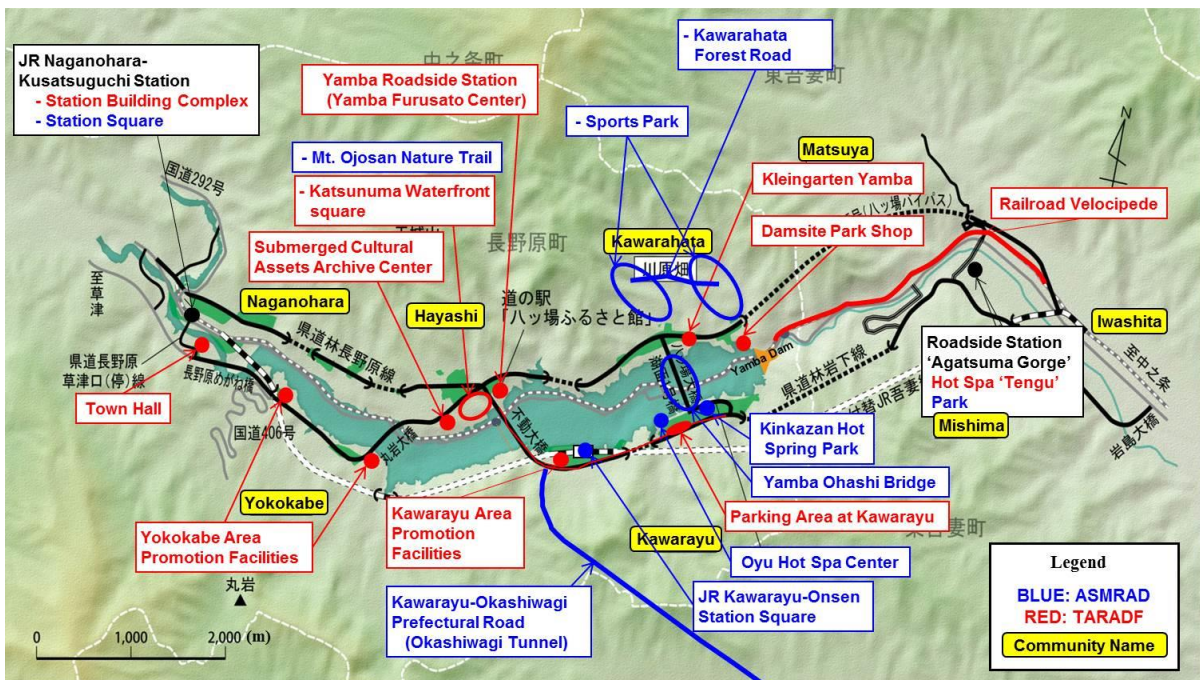 JR Naganohara-
Kusatsuguchi Station
- Station Building Complex
- Station Square
中之条町
Yamba Roadside Station
(Yamba Furusato Center)
- Kawarahata
Forest Road
東吾妻町
- Sports Park
- Mt. Ojosan Nature Trail
- Katsunuma Waterfront
square
Matsuya
Kleingarten Yamba
(八ッ場バイパス)
Railroad Velocipede
N
国道292号
Submerged Cultural
Assets Archive Center
長野原町
Kawarahata
川原畑
Damsite Park Shop
至草津
Naganohara
Hayashi
道の駅
「八ッ場ふるさと館」
Iwashita
県道長野原
草津口(停)線
県道林長野原線
長野原めがね橋
Yamba Dam
県道林岩下線
至中之条
Roadside Station
'Agatsuma Gorge'
Hot Spa 'Tengu'
Park
Mishima
Town Hall
国道406号
丸岩大橋
不動大橋
岩島大橋
Kinkazan Hot
Spring Park
Yamba Ohashi Bridge
Yokokabe
Yokokabe Area
Promotion Facilities
Kawarayu Area
Promotion
Facilities
Parking Area at Kawarayu
Kawarayu
Oyu Hot Spa Center
丸岩
Kawarayu-Okashiwagi
Prefectural Road
(Okashiwagi Tunnel)
JR Kawarayu-Onsen
Station Square
0 1,000 2,000 (m)
Legend
BLUE: ASMRAD
RED: TARADF
Community Name